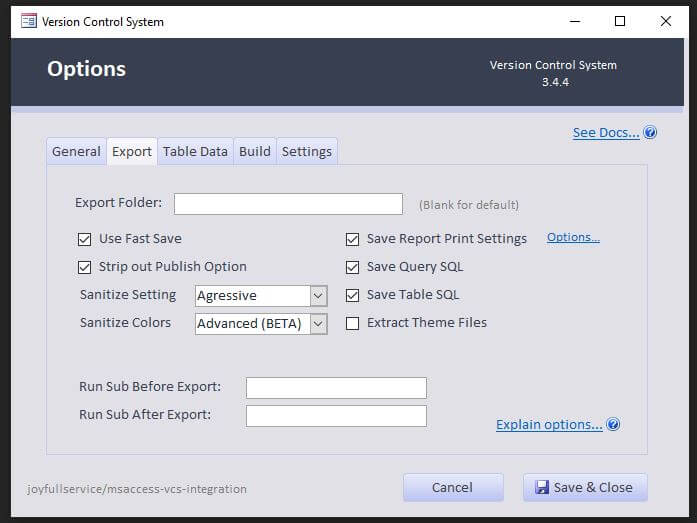 Version Control System
Options
Version Control System
3.4.4
See Docs...
General Export Table Data Build Settings
Export Folder: (Blank for default)
Use Fast Save
Save Report Print Settings Options...
Strip out Publish Option
Save Query SQL
Sanitize Setting Agressive
Save Table SQL
Sanitize Colors Advanced (BETA)
Extract Theme Files
Run Sub Before Export:
Run Sub After Export:
Explain options...
joyfullservice/msaccess-vcs-integration
Cancel
Save & Close